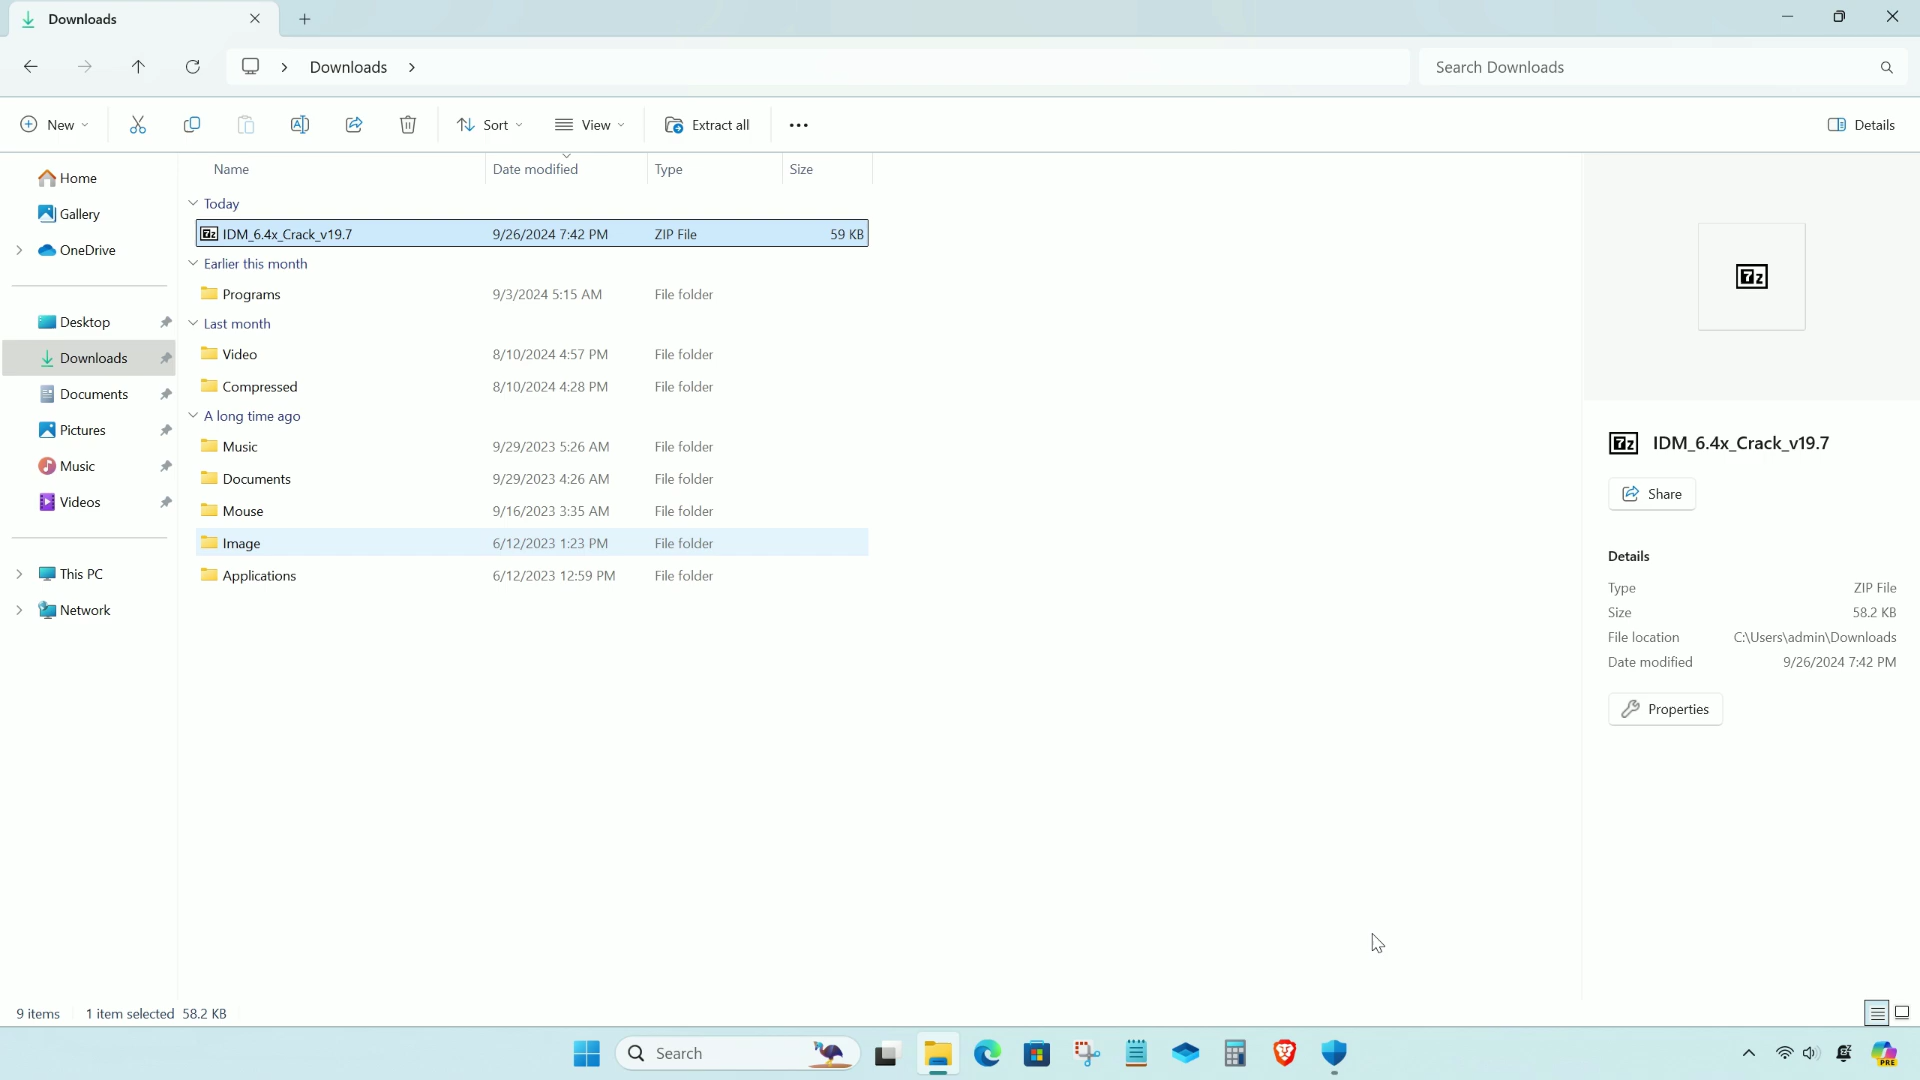 Downloads
Downloads
Search Downloads
New
Sort
View
Extract all
Details
Home
Gallery
OneDrive
Desktop
Downloads
Documents
Pictures
Music
Videos
This PC
Network
Name Date modified Type Size
Today
IDM_6.4x_Crack_v19.7 9/26/2024 7:42 PM ZIP File 59 KB
Earlier this month
Programs 9/3/2024 5:15 AM File folder
Last month
Video 8/10/2024 4:57 PM File folder
Compressed 8/10/2024 4:28 PM File folder
A long time ago
Music 9/29/2023 5:26 AM File folder
Documents 9/29/2023 4:26 AM File folder
Mouse 9/16/2023 3:35 AM File folder
Image 6/12/2023 1:23 PM File folder
Applications 6/12/2023 12:59 PM File folder
7z
7z IDM_6.4x_Crack_v19.7
Share
Details
Type ZIP File
Size 58.2 KB
File location C:\Users\admin\Downloads
Date modified 9/26/2024 7:42 PM
Properties
9 items 1 item selected 58.2 KB
Search
PRE